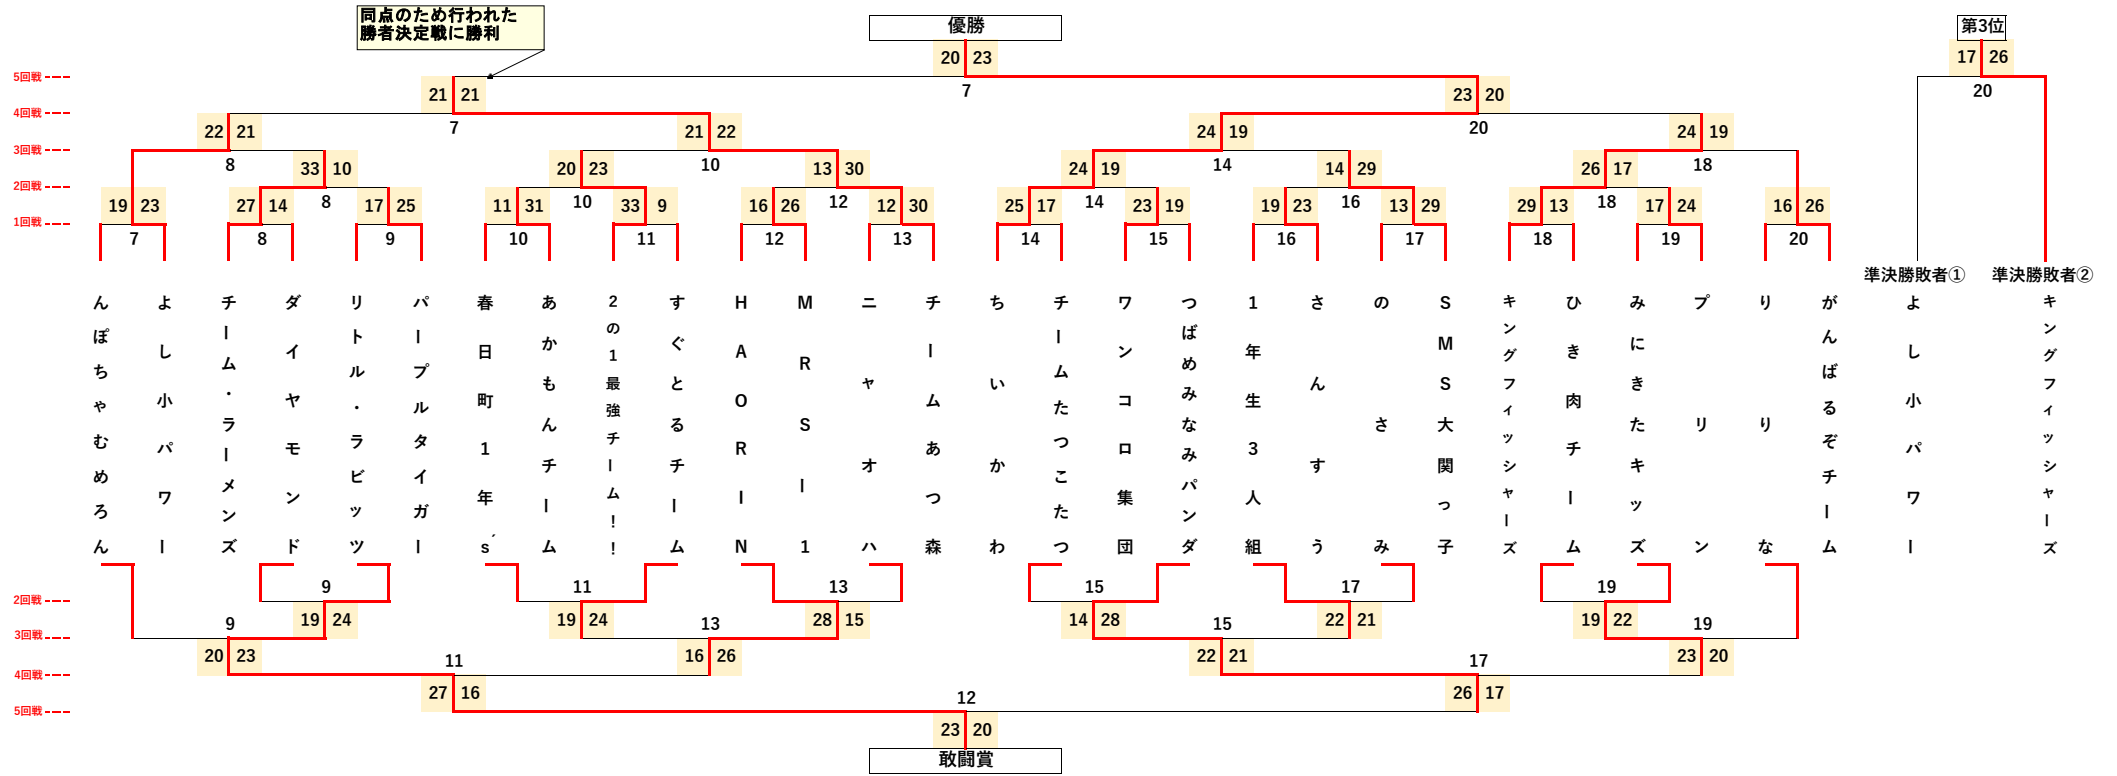 同点のため行われた
勝者決定戦に勝利
優勝
第3位
20 23
17 26
5回戦
7
20
21 21
23 20
4回戦
7
20
22 21
21 22
24 19
24 19
3回戦
8
10
14
18
33 10
20 23
13 30
24 19
14 29
26 17
2回戦
8
10
12
14
16
18
19 23
27 14
17 25
11 31
33 9
16 26
12 30
25 17
23 19
19 23
13 29
29 13
17 24
16 26
1回戦
7
8
9
10
11
12
13
14
15
16
17
18
19
20
準決勝敗者①
準決勝敗者②
んぽちゃむめろん
よし小パワー
チーム・ラーメンズ
ダイヤモンド
リトル・ラビッツ
パープルタイガー
春日町1年s´
あかもんチーム
2の1最強チーム!!
すぐとるチーム
HAORIN
MRSI1
ニャオハ
チームあつ森
ちいかわ
チームたつこたつ
ワンコロ集団
つばめみなみパンダ
1年生3人組
さんすう
のさみ
SMS大関っ子
キングフィッシャーズ
ひき肉チーム
みにきたキッズ
プリン
りりな
がんばるぞチーム
よし小パワー
キングフィッシャーズ
9
11
13
15
17
19
2回戦
19 24
19 24
28 15
14 28
22 21
19 22
9
13
15
19
3回戦
20 23
16 26
22 21
23 20
11
17
4回戦
27 16
26 17
12
5回戦
23 20
敢闘賞